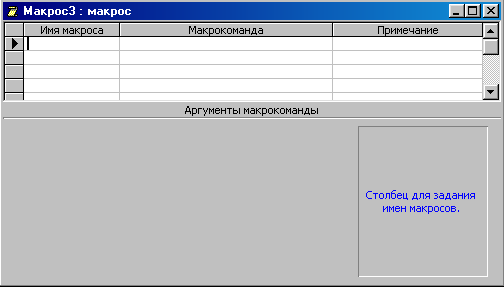 Макрос3 : макрос
Имя макроса Макрокоманда Примечание
Аргументы макрокоманды
Столбец для задания
имен макросов.